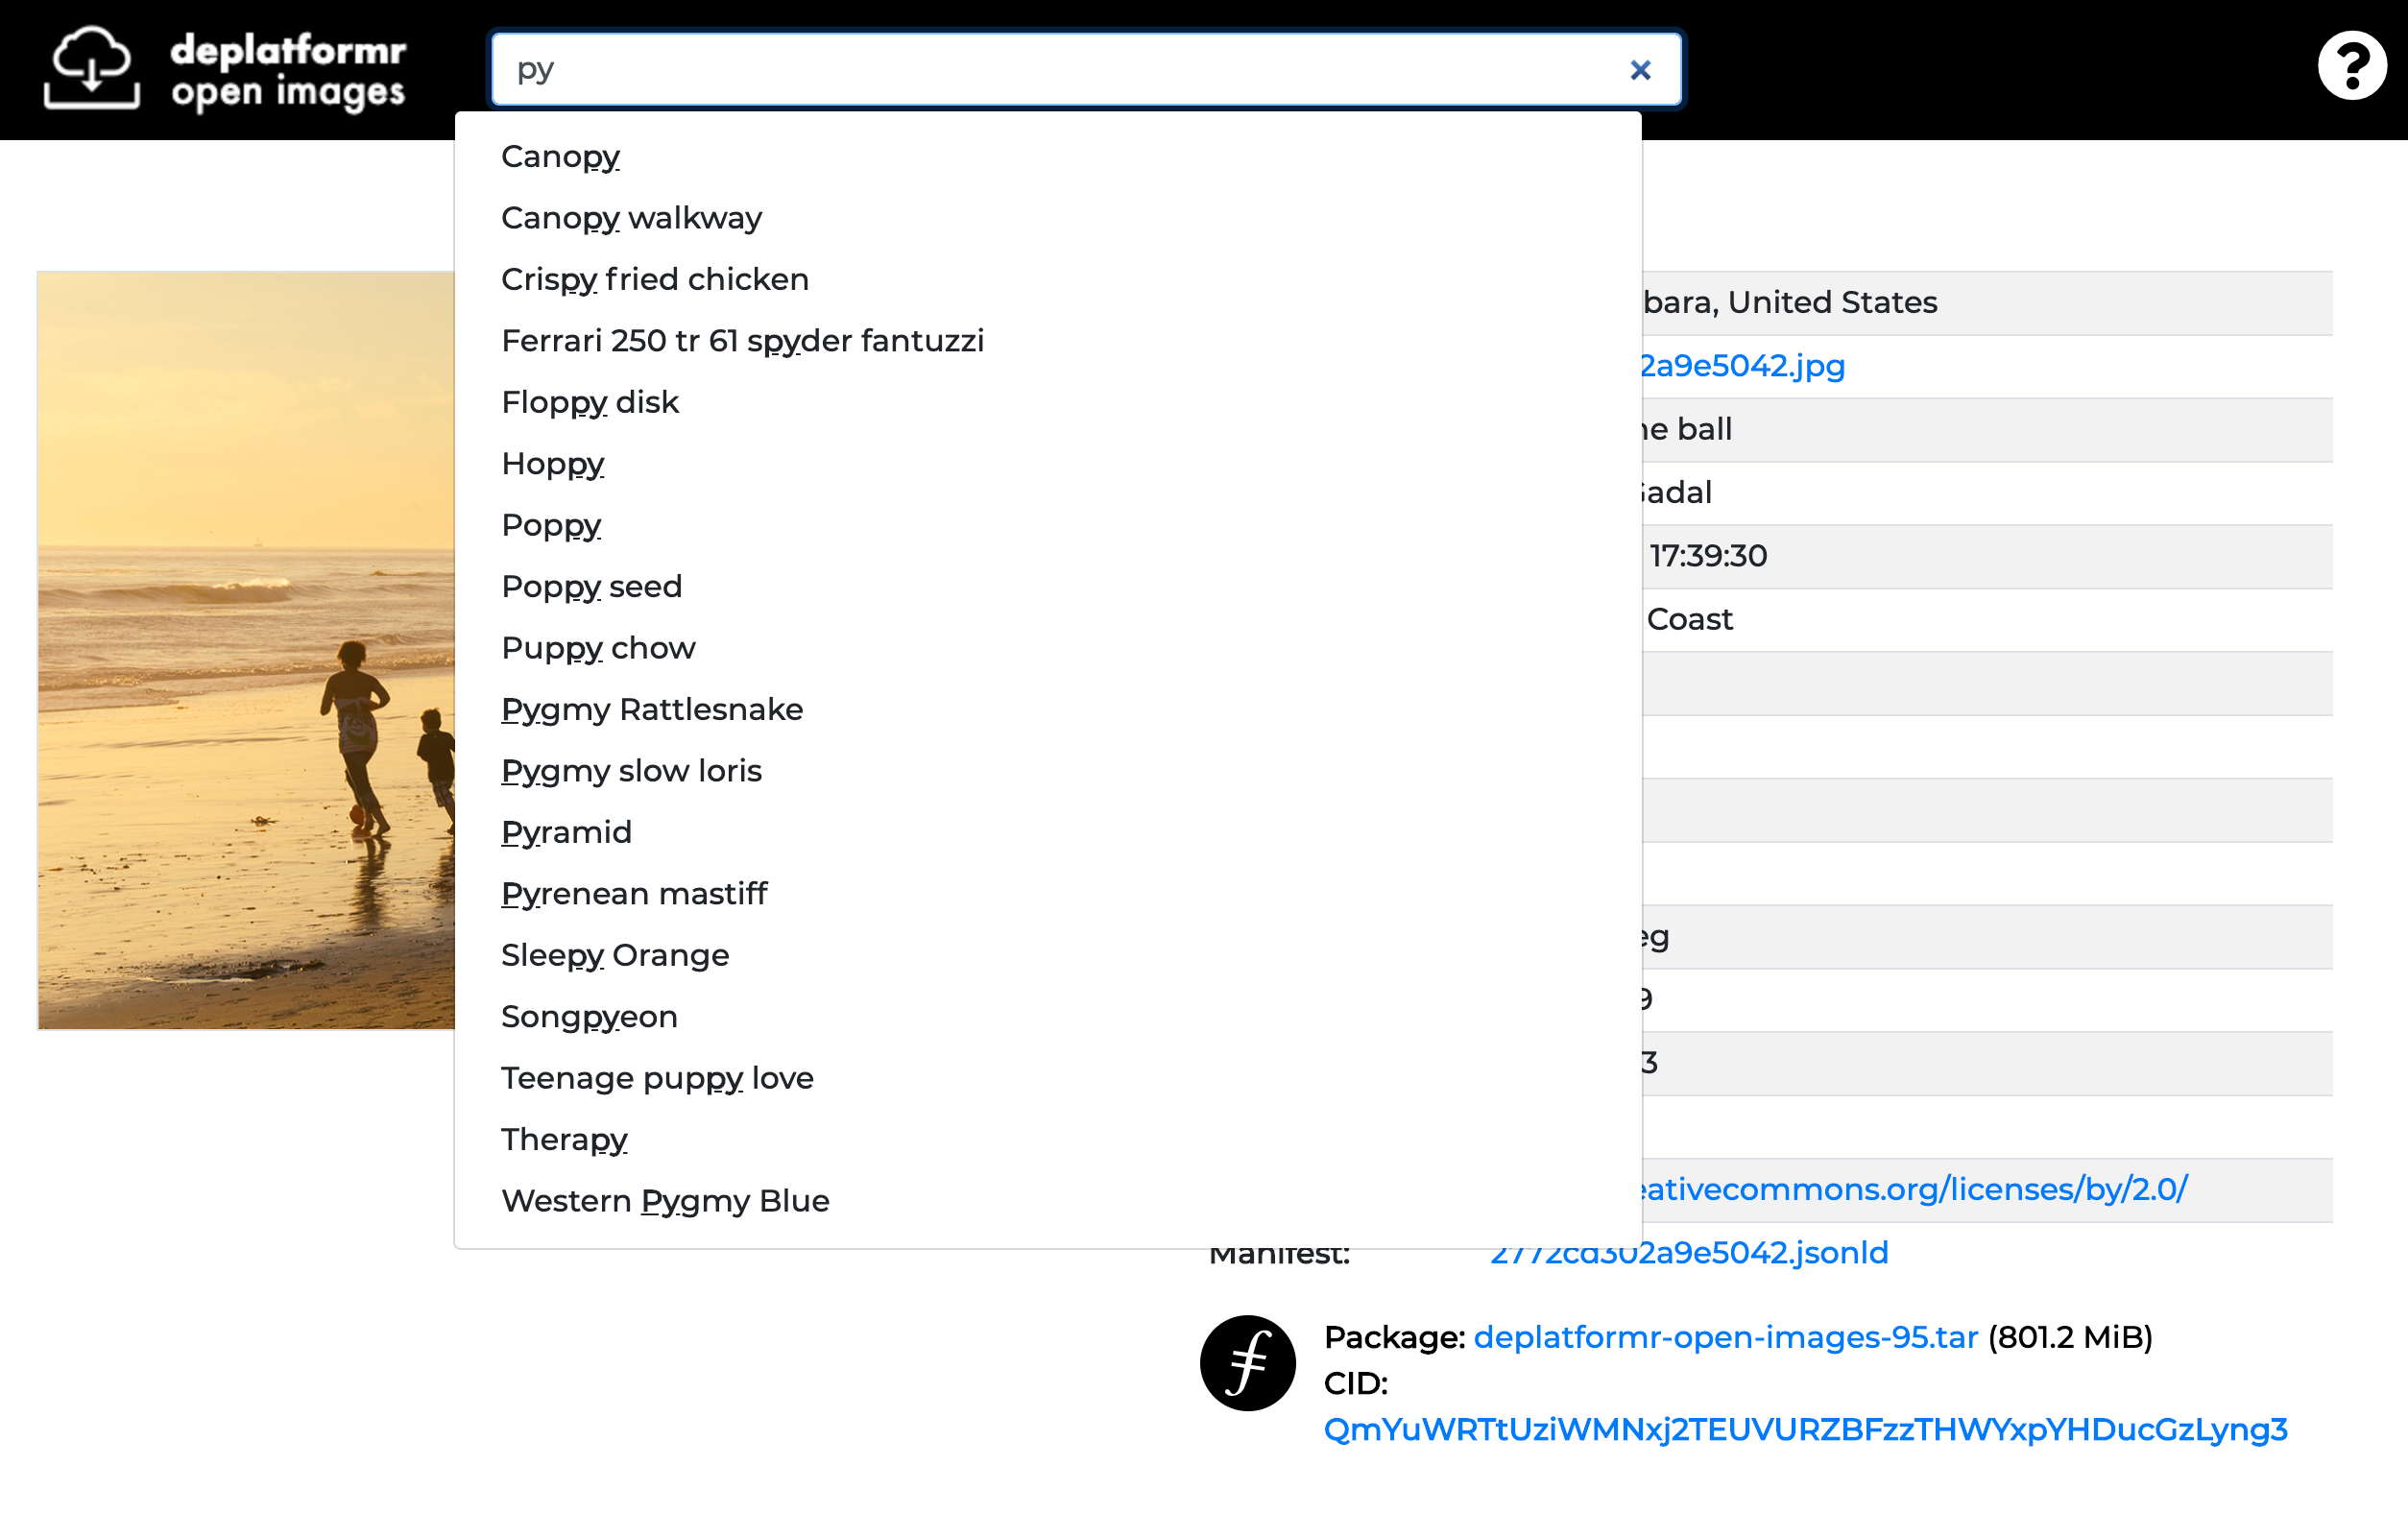 deplatformr
open images
py
Canopy
Canopy walkway
Crispy fried chicken
Ferrari 250 tr 61 spyder fantuzzi
Floppy disk
Hoppy
Poppy
Poppy seed
Puppy chow
Pygmy Rattlesnake
Pygmy slow loris
Pyramid
Pyrenean mastiff
Sleepy Orange
Songpyeon
Teenage puppy love
Therapy
Western Pygmy Blue
bara, United States
2a9e5042.jpg
ball
17:39:30
Coast
eg
9
3
eativecommons.org/licenses/by/2.0/
Manifest: 2772cd302a9e5042.jsonld
Package: deplatformr-open-images-95.tar (801.2 MiB)
CID:
QmYuWRTtUziWMNxj2TEUVURZBFzzTHWYxpYHDucGzLyng3